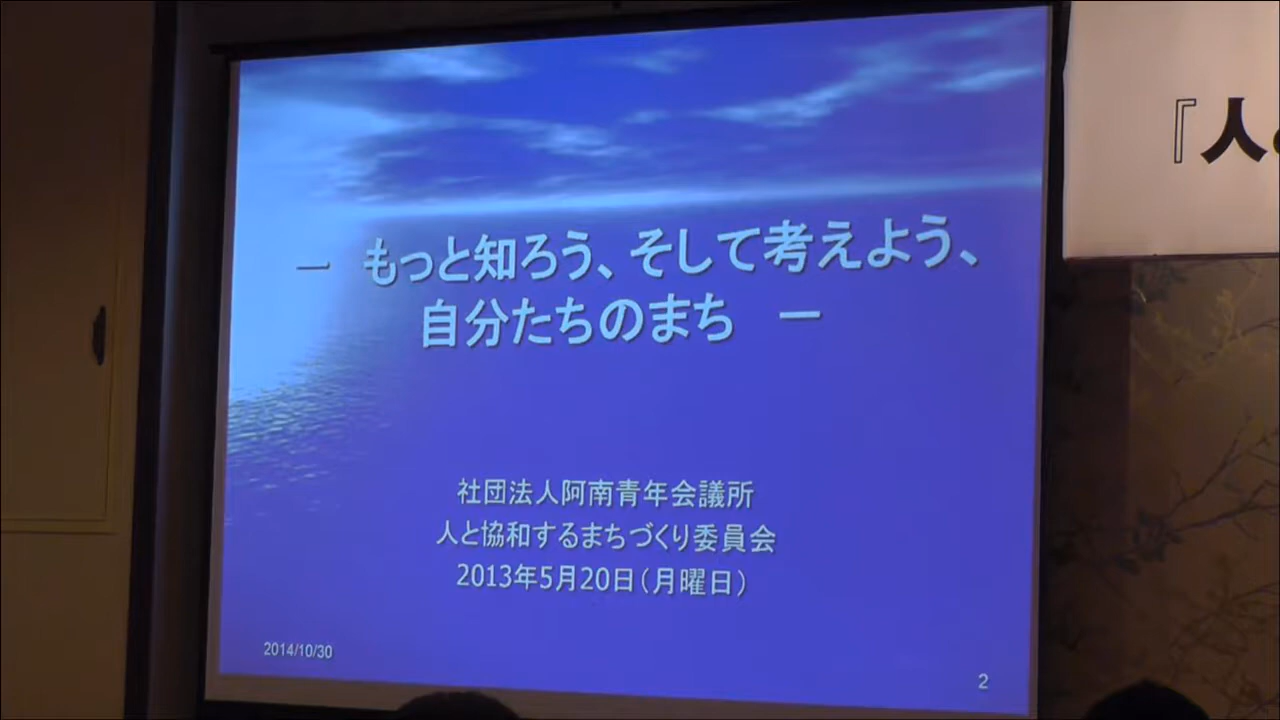 ― もっと知ろう、そして考えよう、
自分たちのまち ―
社団法人阿南青年会議所
人と協和するまちづくり委員会
2013年5月20日（月曜日）
2014/10/30
2
『人